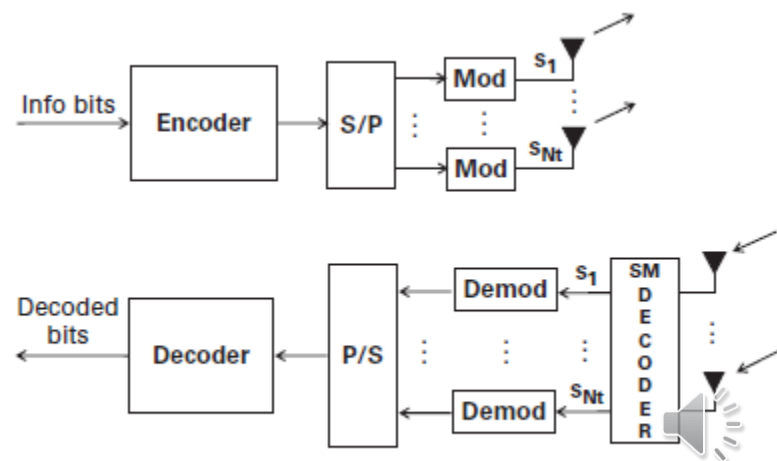 Info bits
Encoder
S/P
Mod
S1
Mod
SNt
Decoded
bits
Decoder
P/S
Demod
S1
Demod
SNt
SM
D
E
C
O
D
E
R